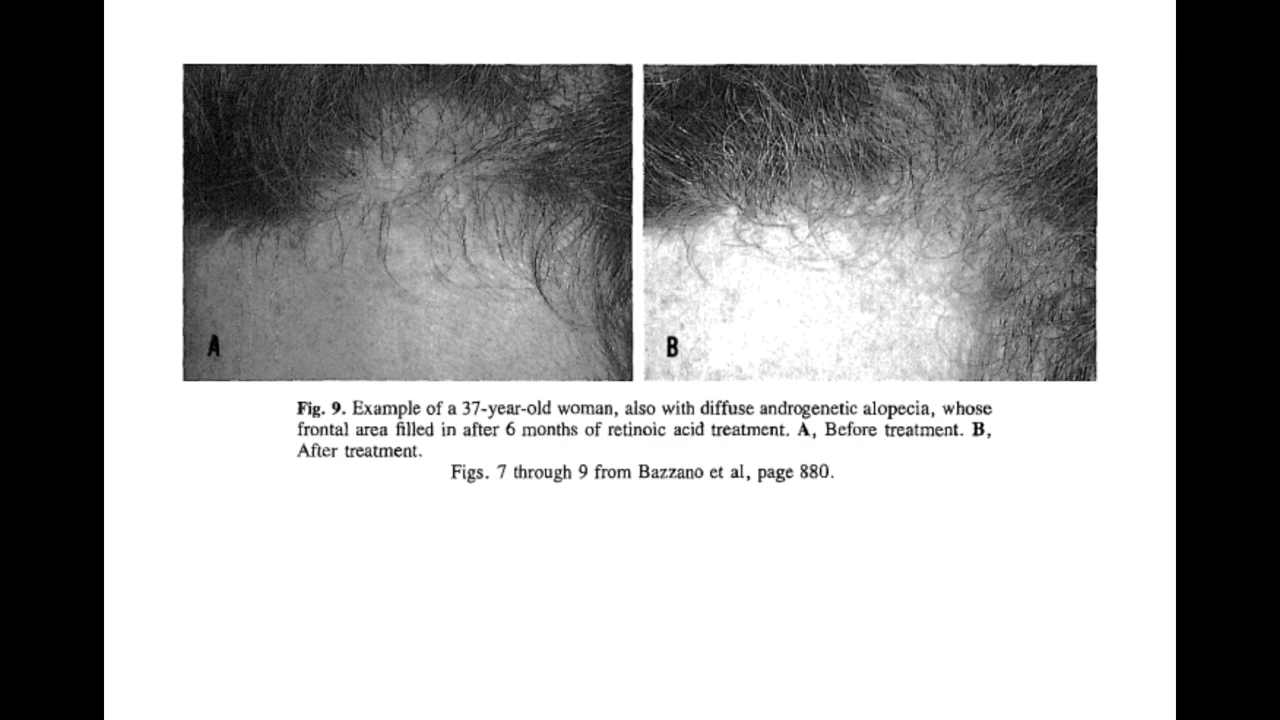 A
B
Fig. 9. Example of a 37-year-old woman, also with diffuse androgenetic alopecia, whose
frontal area filled in after 6 months of retinoic acid treatment. A, Before treatment. B,
After treatment.
Figs. 7 through 9 from Bazzano et al, page 880.